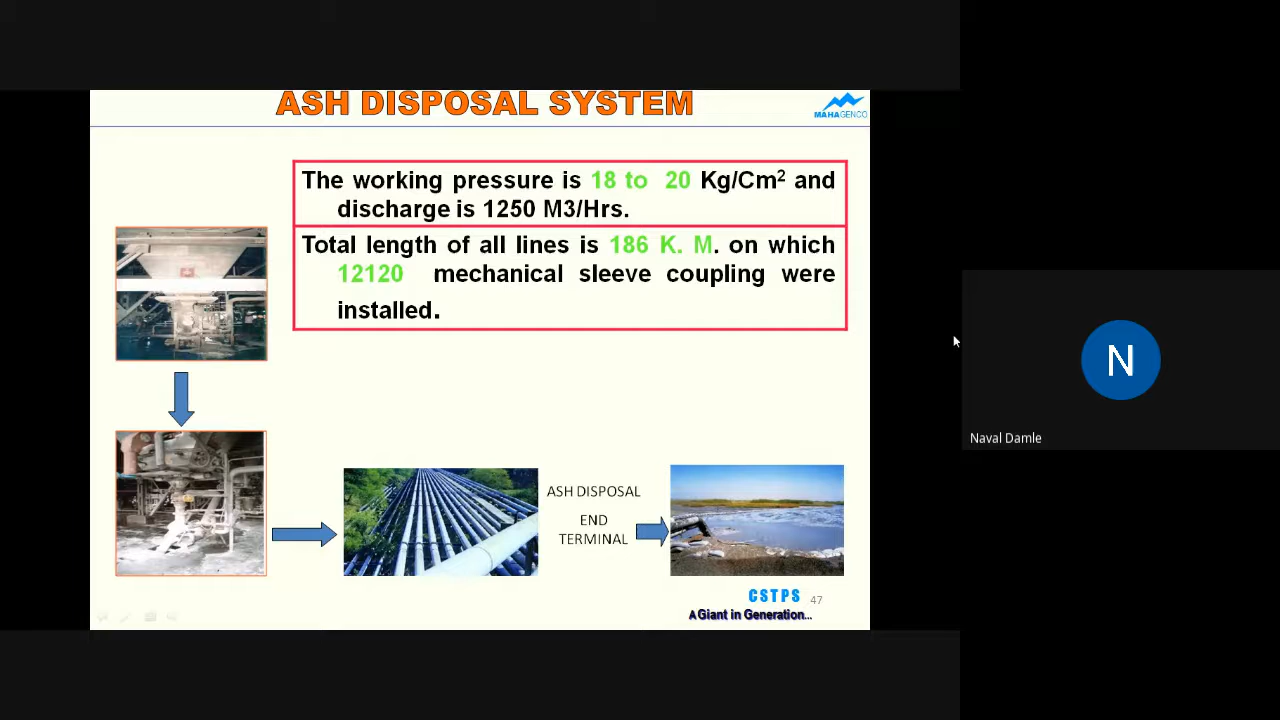 ASH DISPOSAL SYSTEM
MAHAGENCO
The working pressure is 18 to 20 Kg/Cm² and
discharge is 1250 M3/Hrs.
Total length of all lines is 186 K. M. on which
12120 mechanical sleeve coupling were
installed.
N
Naval Damle
ASH DISPOSAL
END
TERMINAL
CSTPS 47
A Giant in Generation...